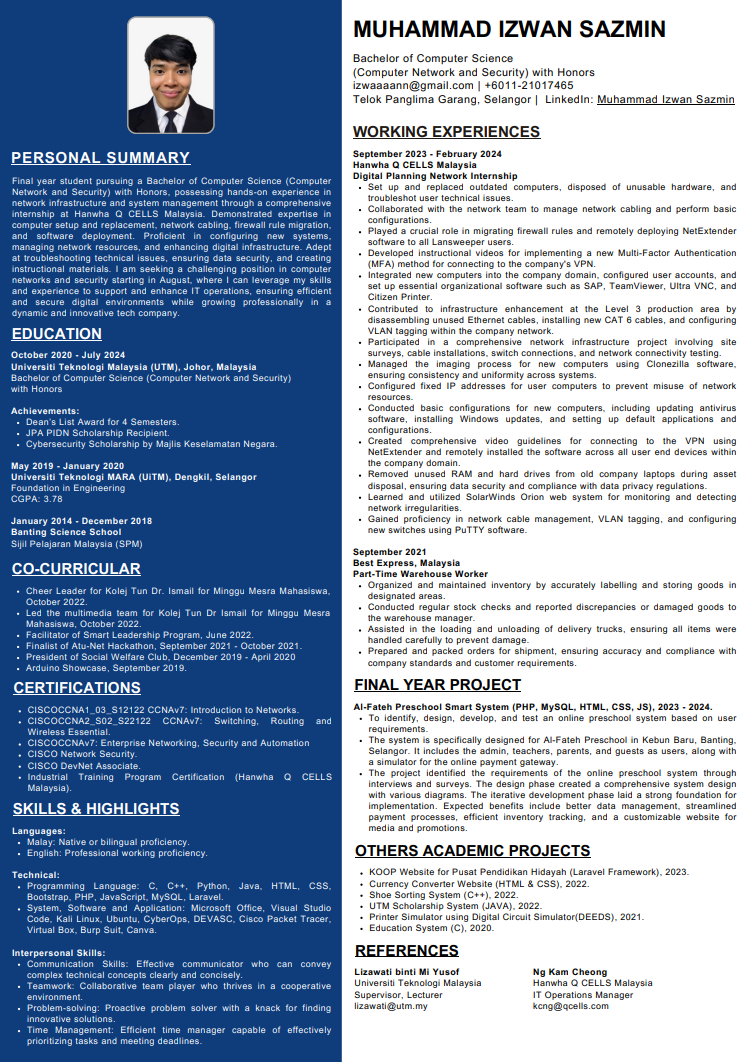 PERSONAL SUMMARY
Final year student pursuing a Bachelor of Computer Science (Computer
Network and Security) with Honors, possessing hands-on experience in
network infrastructure and system management through a comprehensive
internship at Hanwha Q CELLS Malaysia. Demonstrated expertise in
computer setup and replacement, network cabling, firewall rule migration,
and software deployment. Proficient in configuring new systems,
managing network resources, and enhancing digital infrastructure. Adept
at troubleshooting technical issues, ensuring data security, and creating
instructional materials. I am seeking a challenging position in computer
networks and security starting in August, where I can leverage my skills
and experience to support and enhance IT operations, ensuring efficient
and secure digital environments while growing professionally in a
dynamic and innovative tech company.
EDUCATION
October 2020 - July 2024
Universiti Teknologi Malaysia (UTM), Johor, Malaysia
Bachelor of Computer Science (Computer Network and Security)
with Honors
Achievements:
• Dean's List Award for 4 Semesters.
• JPA PIDN Scholarship Recipient.
• Cybersecurity Scholarship by Majlis Keselamatan Negara.
May 2019 - January 2020
Universiti Teknologi MARA (UiTM), Dengkil, Selangor
Foundation in Engineering
CGPA: 3.78
January 2014 - December 2018
Banting Science School
Sijil Pelajaran Malaysia (SPM)
CO-CURRICULAR
• Cheer Leader for Kolej Tun Dr. Ismail for Minggu Mesra Mahasiswa,
October 2022.
• Led the multimedia team for Kolej Tun Dr Ismail for Minggu Mesra
Mahasiswa, October 2022.
• Facilitator of Smart Leadership Program, June 2022.
• Finalist of Atu-Net Hackathon, September 2021 - October 2021.
• President of Social Welfare Club, December 2019 - April 2020
• Arduino Showcase, September 2019.
CERTIFICATIONS
• CISCOCCNA1_03_S12122 CCNAv7: Introduction to Networks.
• CISCOCCNA2_S02_S22122 CCNAv7: Switching, Routing and
Wireless Essential.
• CISCOCCNAv7: Enterprise Networking, Security and Automation
• CISCO Network Security.
• CISCO DevNet Associate.
• Industrial Training Program Certification (Hanwha Q CELLS
Malaysia).
SKILLS & HIGHLIGHTS
Languages:
• Malay: Native or bilingual proficiency.
• English: Professional working proficiency.
Technical:
• Programming Language: C, C++, Python, Java, HTML, CSS,
Bootstrap, PHP, JavaScript, MySQL, Laravel.
• System, Software and Application: Microsoft Office, Visual Studio
Code, Kali Linux, Ubuntu, CyberOps, DEVASC, Cisco Packet Tracer,
Virtual Box, Burp Suit, Canva.
Interpersonal Skills:
• Communication Skills: Effective communicator who can convey
complex technical concepts clearly and concisely.
• Teamwork: Collaborative team player who thrives in a cooperative
environment.
• Problem-solving: Proactive problem solver with a knack for finding
innovative solutions.
• Time Management: Efficient time manager capable of effectively
prioritizing tasks and meeting deadlines.
MUHAMMAD IZWAN SAZMIN
Bachelor of Computer Science
(Computer Network and Security) with Honors
izwaaaann@gmail.com | +6011-21017465
Telok Panglima Garang, Selangor | LinkedIn: Muhammad Izwan Sazmin
WORKING EXPERIENCES
September 2023 - February 2024
Hanwha Q CELLS Malaysia
Digital Planning Network Internship
• Set up and replaced outdated computers, disposed of unusable hardware, and
troubleshot user technical issues.
• Collaborated with the network team to manage network cabling and perform basic
configurations.
• Played a crucial role in migrating firewall rules and remotely deploying NetExtender
software to all Lansweeper users.
• Developed instructional videos for implementing a new Multi-Factor Authentication
(MFA) method for connecting to the company's VPN.
• Integrated new computers into the company domain, configured user accounts, and
set up essential organizational software such as SAP, TeamViewer, Ultra VNC, and
Citizen Printer.
• Contributed to infrastructure enhancement at the Level 3 production area by
disassembling unused Ethernet cables, installing new CAT 6 cables, and configuring
VLAN tagging within the company network.
• Participated in a comprehensive network infrastructure project involving site
surveys, cable installations, switch connections, and network connectivity testing.
• Managed the imaging process for new computers using Clonezilla software,
ensuring consistency and uniformity across systems.
• Configured fixed IP addresses for user computers to prevent misuse of network
resources.
• Conducted basic configurations for new computers, including updating antivirus
software, installing Windows updates, and setting up default applications and
configurations.
• Created comprehensive video guidelines for connecting to the VPN using
NetExtender and remotely installed the software across all user end devices within
the company domain.
• Removed unused RAM and hard drives from old company laptops during asset
disposal, ensuring data security and compliance with data privacy regulations.
• Learned and utilized SolarWinds Orion web system for monitoring and detecting
network irregularities.
• Gained proficiency in network cable management, VLAN tagging, and configuring
new switches using PuTTY software.
September 2021
Best Express, Malaysia
Part-Time Warehouse Worker
• Organized and maintained inventory by accurately labelling and storing goods in
designated areas.
• Conducted regular stock checks and reported discrepancies or damaged goods to
the warehouse manager.
• Assisted in the loading and unloading of delivery trucks, ensuring all items were
handled carefully to prevent damage.
• Prepared and packed orders for shipment, ensuring accuracy and compliance with
company standards and customer requirements.
FINAL YEAR PROJECT
Al-Fateh Preschool Smart System (PHP, MySQL, HTML, CSS, JS), 2023 - 2024.
• To identify, design, develop, and test an online preschool system based on user
requirements.
• The system is specifically designed for Al-Fateh Preschool in Kebun Baru, Banting,
Selangor. It includes the admin, teachers, parents, and guests as users, along with
a simulator for the online payment gateway.
• The project identified the requirements of the online preschool system through
interviews and surveys. The design phase created a comprehensive system design
with various diagrams. The iterative development phase laid a strong foundation for
implementation. Expected benefits include better data management, streamlined
payment processes, efficient inventory tracking, and a customizable website for
media and promotions.
OTHERS ACADEMIC PROJECTS
• KOOP Website for Pusat Pendidikan Hidayah (Laravel Framework), 2023.
• Currency Converter Website (HTML & CSS), 2022.
• Shoe Sorting System (C++), 2022.
• UTM Scholarship System (JAVA), 2022.
• Printer Simulator using Digital Circuit Simulator(DEEDS), 2021.
• Education System (C), 2020.
REFERENCES
Lizawati binti Mi Yusof
Universiti Teknologi Malaysia
Supervisor, Lecturer
lizawati@utm.my
Ng Kam Cheong
Hanwha Q CELLS Malaysia
IT Operations Manager
kcng@qcells.com